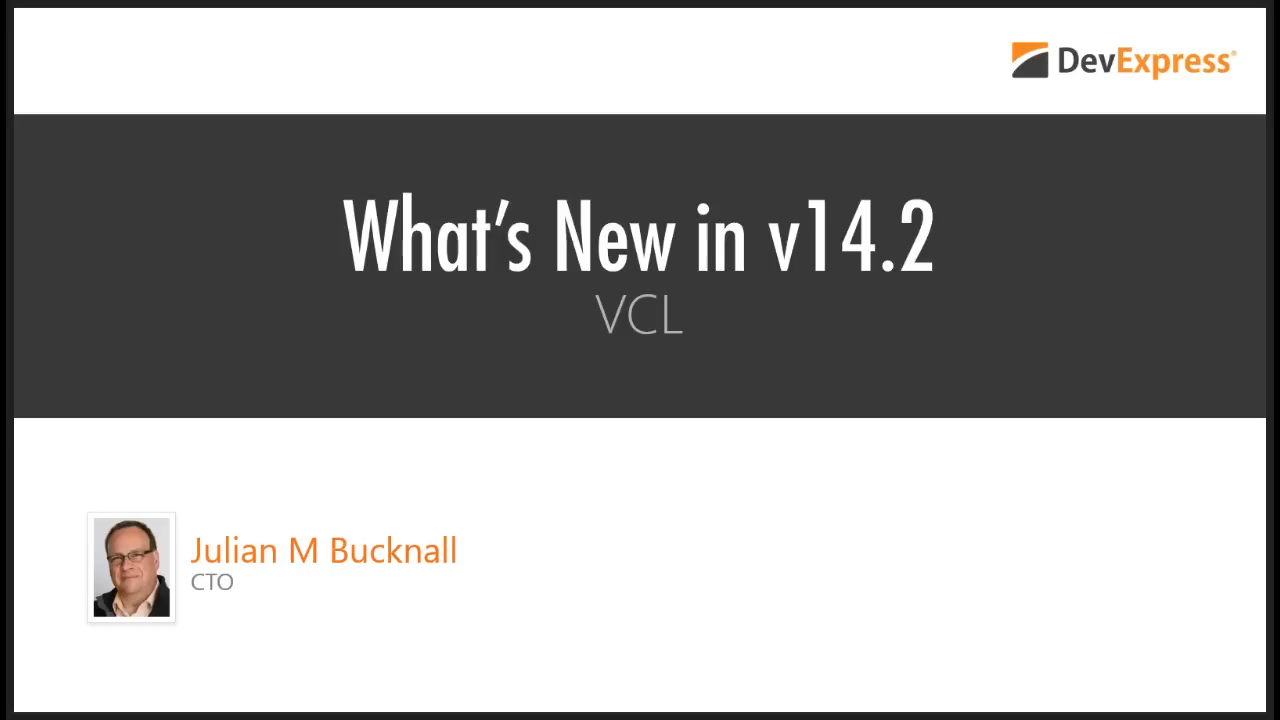 DevExpress®
What's New in v14.2
VCL
Julian M Bucknall
CTO